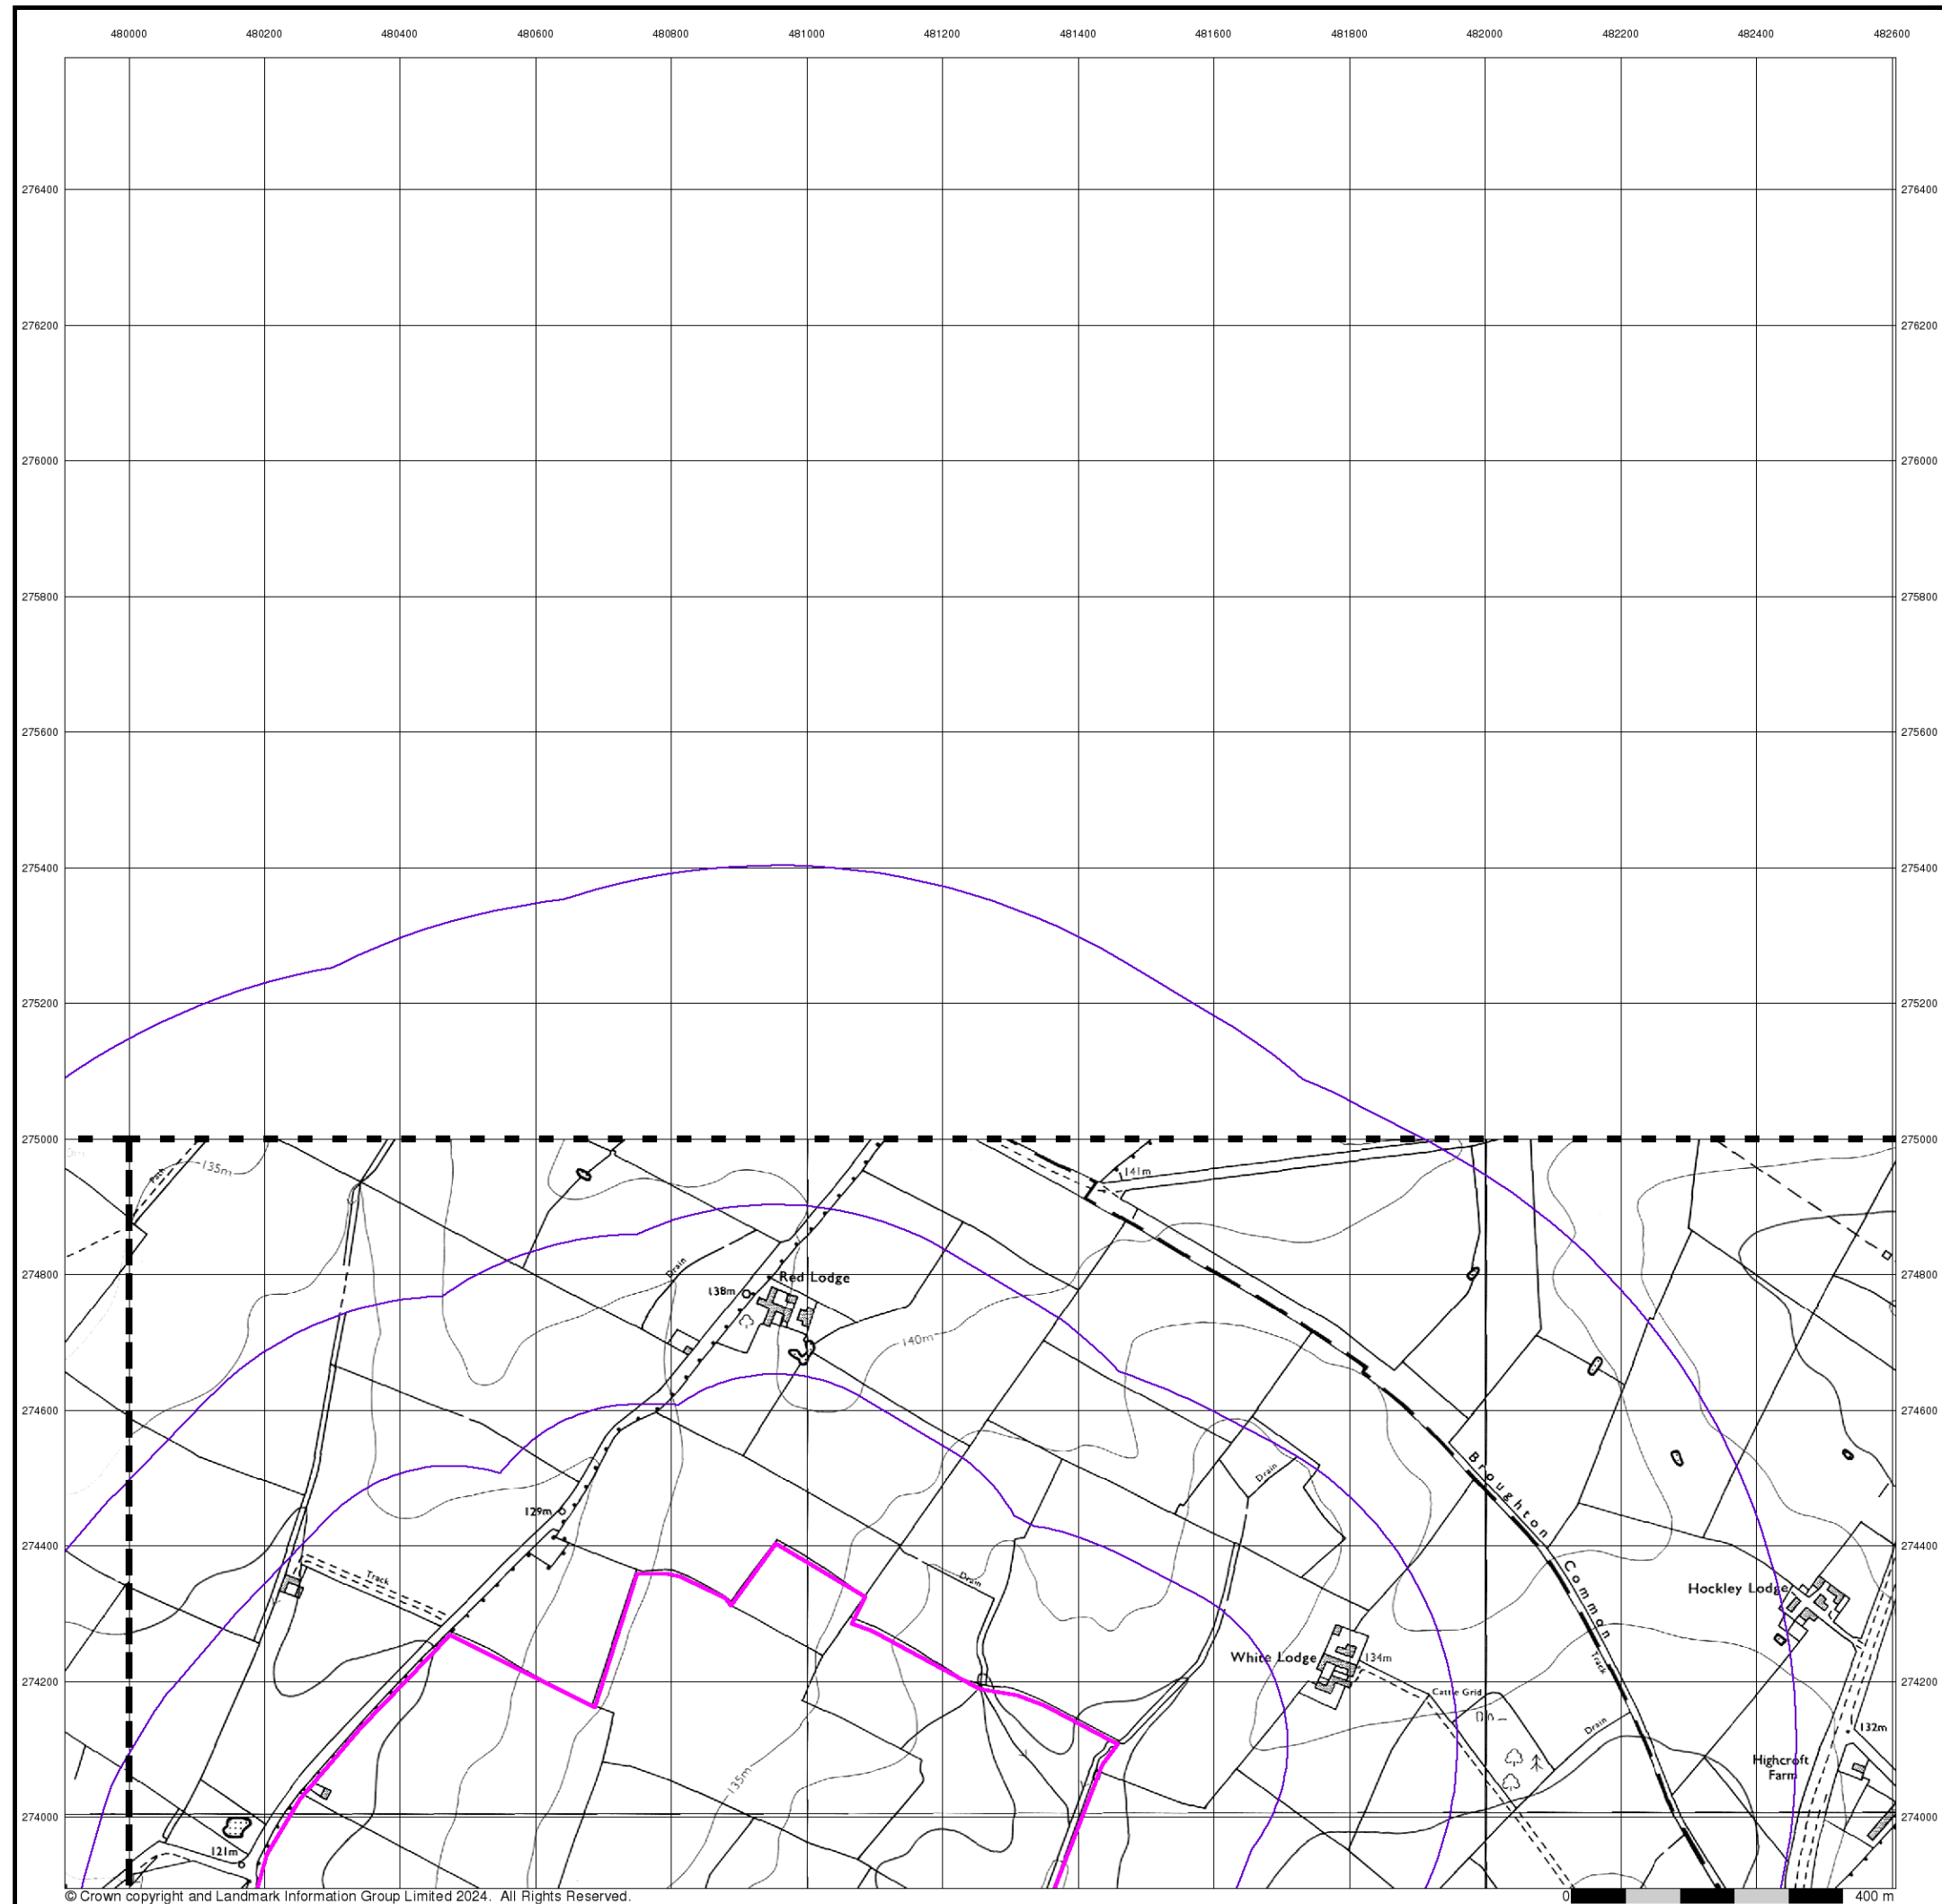 480000 480200 480400 480600 480800 481000 481200 481400 481600 481800 482000 482200 482400 482600
276400 276400
276200 276200
276000 276000
275800 275800
275600 275600
275400 275400
275200 275200
275000 275000
135m
141m
Drain
274800 274800
Red Lodge
138m
140m
274600 274600
Broughton Common
Drain
129m
274400 274400
Track
Drain
Hockley Lodge
White Lodge
134m
Track
274200 274200
Cattle Grid
Drain
132m
Highcroft
Farm
135m
274000 274000
121m
© Crown copyright and Landmark Information Group Limited 2024. All Rights Reserved.
0 400 m